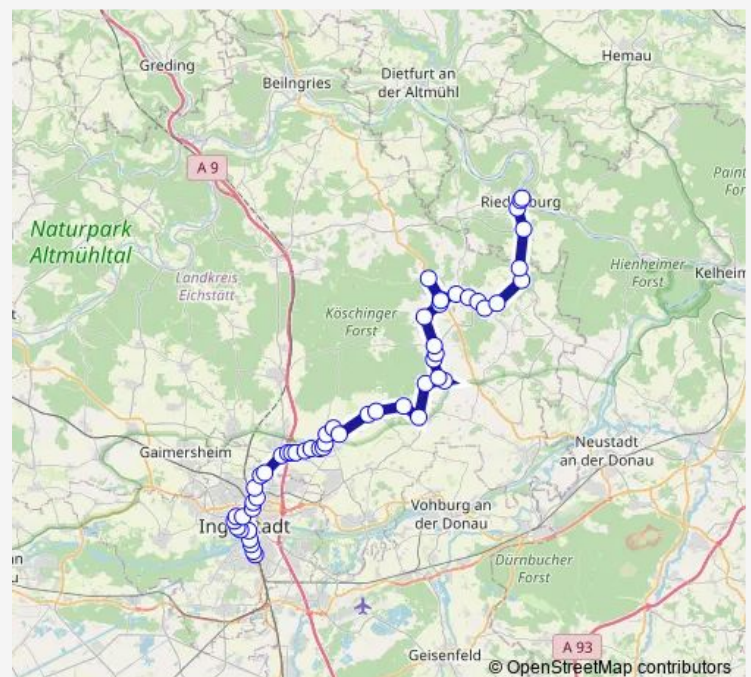 Greding
Beilngries
Dietfurt an
der Altmühl
Hemau
A 9
Naturpark
Altmühltal
Landkreis
Eichstätt
Hienheimer
Forst
Kelheim
Köschinger
Forst
Gaimersheim
Neustadt
an der Donau
Vohburg an
der Donau
Dürnbucher
Forst
A 93
Geisenfeld
© OpenStreetMap contributors